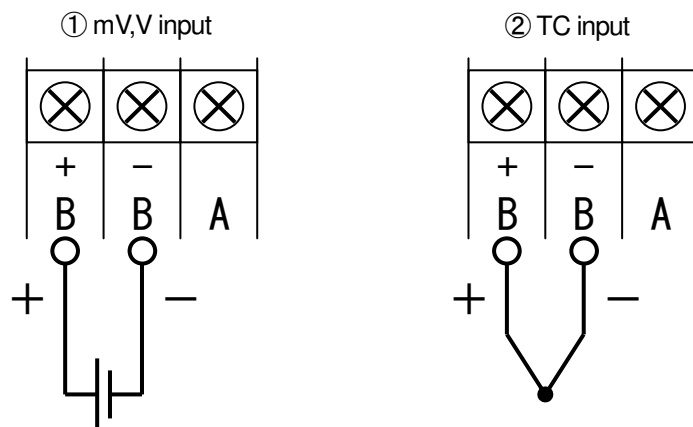 ① mV,V input
+ −
B B A
+ −
② TC input
+ −
B B A
+ −